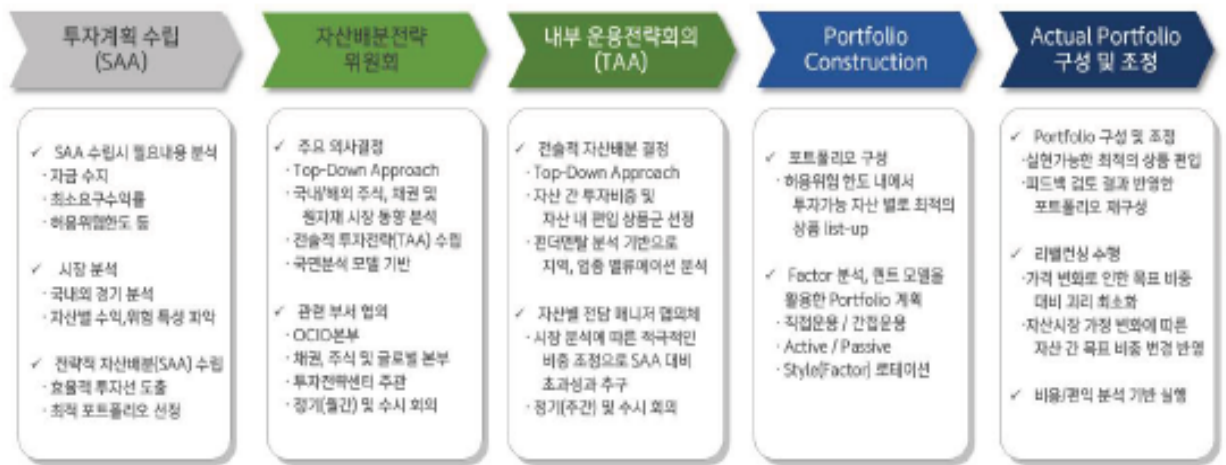 투자계획 수립
(SAA)
✓ SAA 수립시 필요내용 분석
· 자금 수지
· 최소요구수익률
· 허용위험한도 등
✓ 시장 분석
· 국내외 경기 분석
· 자산별 수익,위험 특성 파악
✓ 전략적 자산배분(SAA) 수립
· 효율적 투자선 도출
· 최적 포트폴리오 선정
자산배분전략
위원회
✓ 주요 의사결정
· Top-Down Approach
· 국내/해외 주식, 채권 및
원자재 시장 동향 분석
· 전술적 투자전략(TAA) 수립
· 국면분석 모델 기반
✓ 관련 부서 협의
· OCIO본부
· 채권, 주식 및 글로벌 본부
· 투자전략센터 주관
· 정기(월간) 및 수시 회의
내부 운용전략회의
(TAA)
✓ 전술적 자산배분 결정
· Top-Down Approach
· 자산 간 투자비중 및
자산 내 편입 상품군 선정
· 펀더멘탈 분석 기반으로
지역, 업종 밸류에이션 분석
✓ 자산별 전담 매니저 협의체
· 시장 분석에 따른 적극적인
비중 조정으로 SAA 대비
초과성과 추구
· 정기(주간) 및 수시 회의
Portfolio
Construction
✓ 포트폴리오 구성
· 허용위험 한도 내에서
투자가능 자산 별로 최적의
상품 list-up
✓ Factor 분석, 퀀트 모델을
활용한 Portfolio 계획
· 직접운용 / 간접운용
· Active / Passive
· Style(Factor) 로테이션
Actual Portfolio
구성 및 조정
✓ Portfolio 구성 및 조정
·실현가능한 최적의 상품 편입
·피드백 검토 결과 반영한
포트폴리오 재구성
✓ 리밸런싱 수행
·가격 변화로 인한 목표 비중
대비 괴리 최소화
·자산시장 가정 변화에 따른
자산 간 목표 비중 변경 반영
✓ 비용/편익 분석 기반 실행